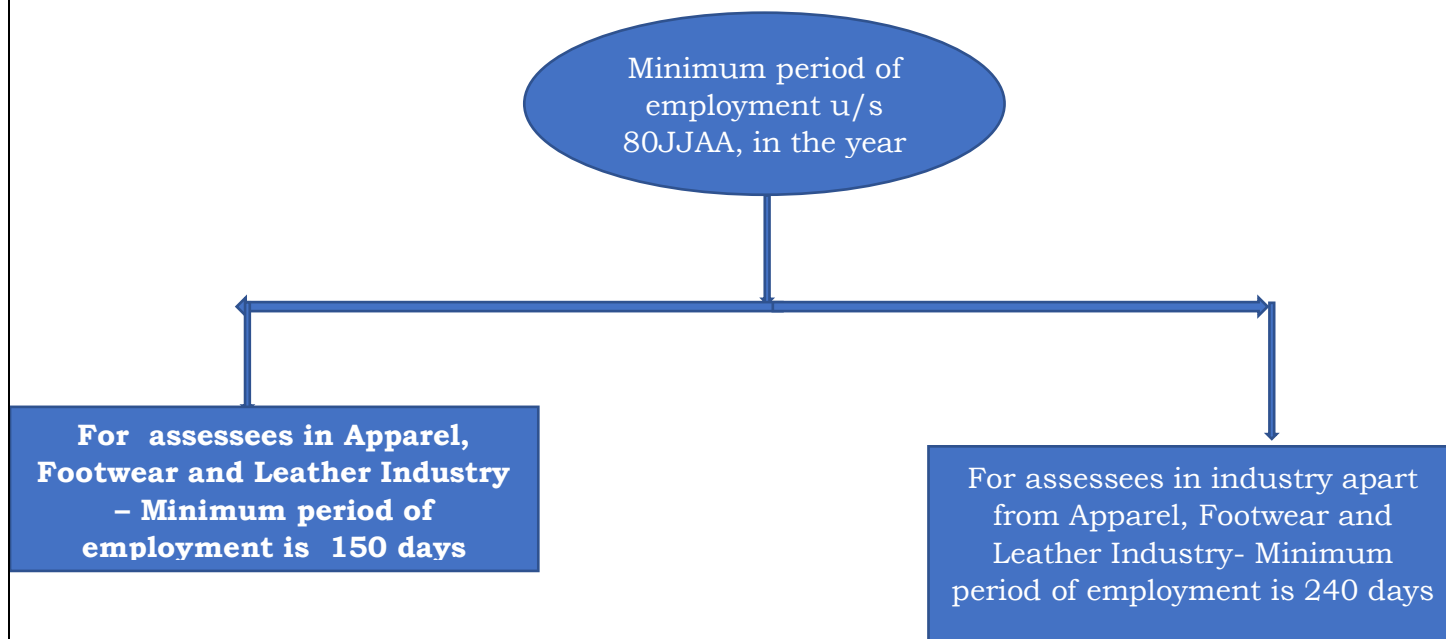 Minimum period of
employment u/s
80JJAA, in the year
For assessees in Apparel,
Footwear and Leather Industry
– Minimum period of
employment is 150 days
For assessees in industry apart
from Apparel, Footwear and
Leather Industry- Minimum
period of employment is 240 days